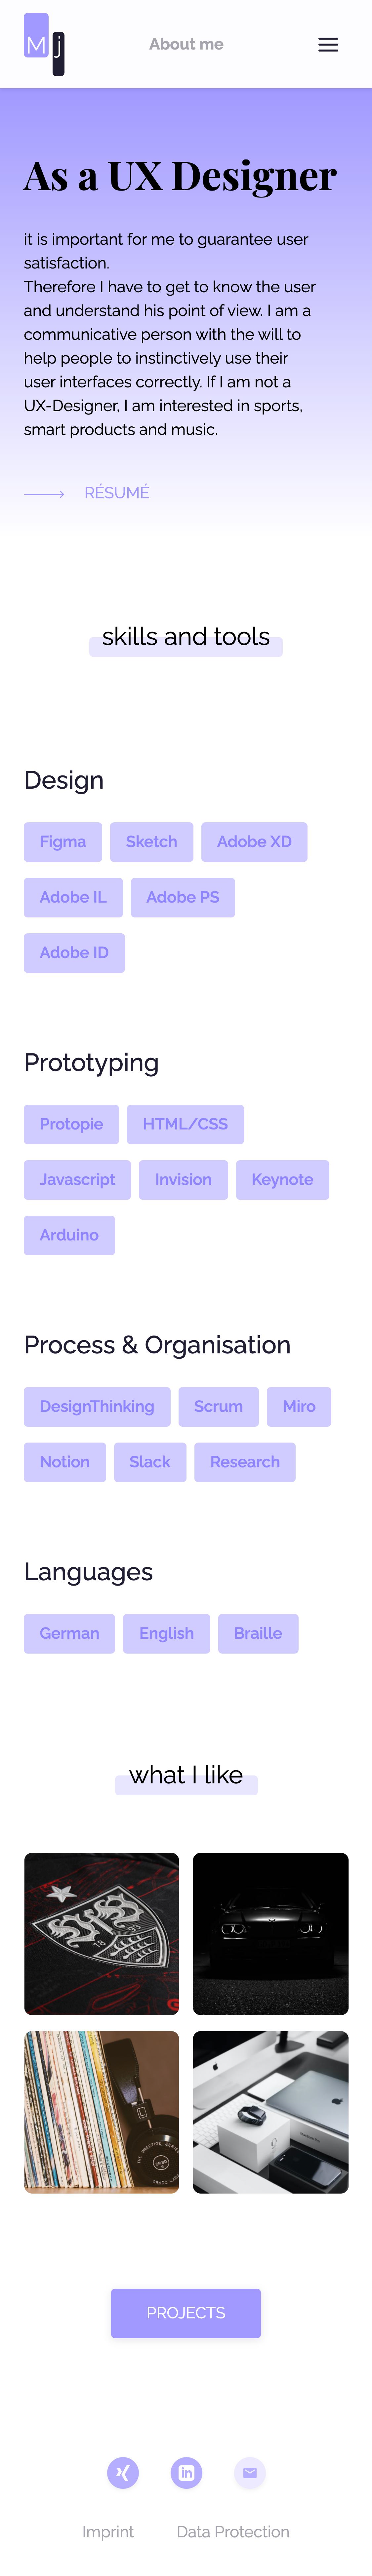 Mj
About me
As a UX Designer
it is important for me to guarantee user
satisfaction.
Therefore I have to get to know the user
and understand his point of view. I am a
communicative person with the will to
help people to instinctively use their
user interfaces correctly. If I am not a
UX-Designer, I am interested in sports,
smart products and music.
RÉSUMÉ
skills and tools
Design
Figma Sketch Adobe XD
Adobe IL Adobe PS
Adobe ID
Prototyping
Protopie HTML/CSS
Javascript Invision Keynote
Arduino
Process & Organisation
DesignThinking Scrum Miro
Notion Slack Research
Languages
German English Braille
what I like
PROJECTS
in
Imprint Data Protection